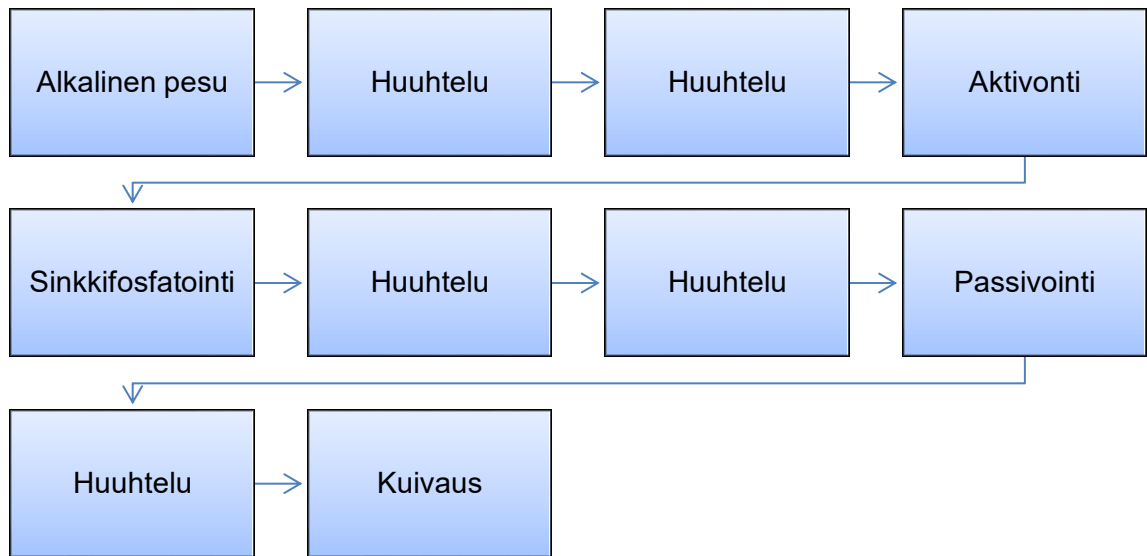 Alkalinen pesu
Huuhtelu
Huuhtelu
Aktivonti
Sinkkifosfatointi
Huuhtelu
Huuhtelu
Passivointi
Huuhtelu
Kuivaus